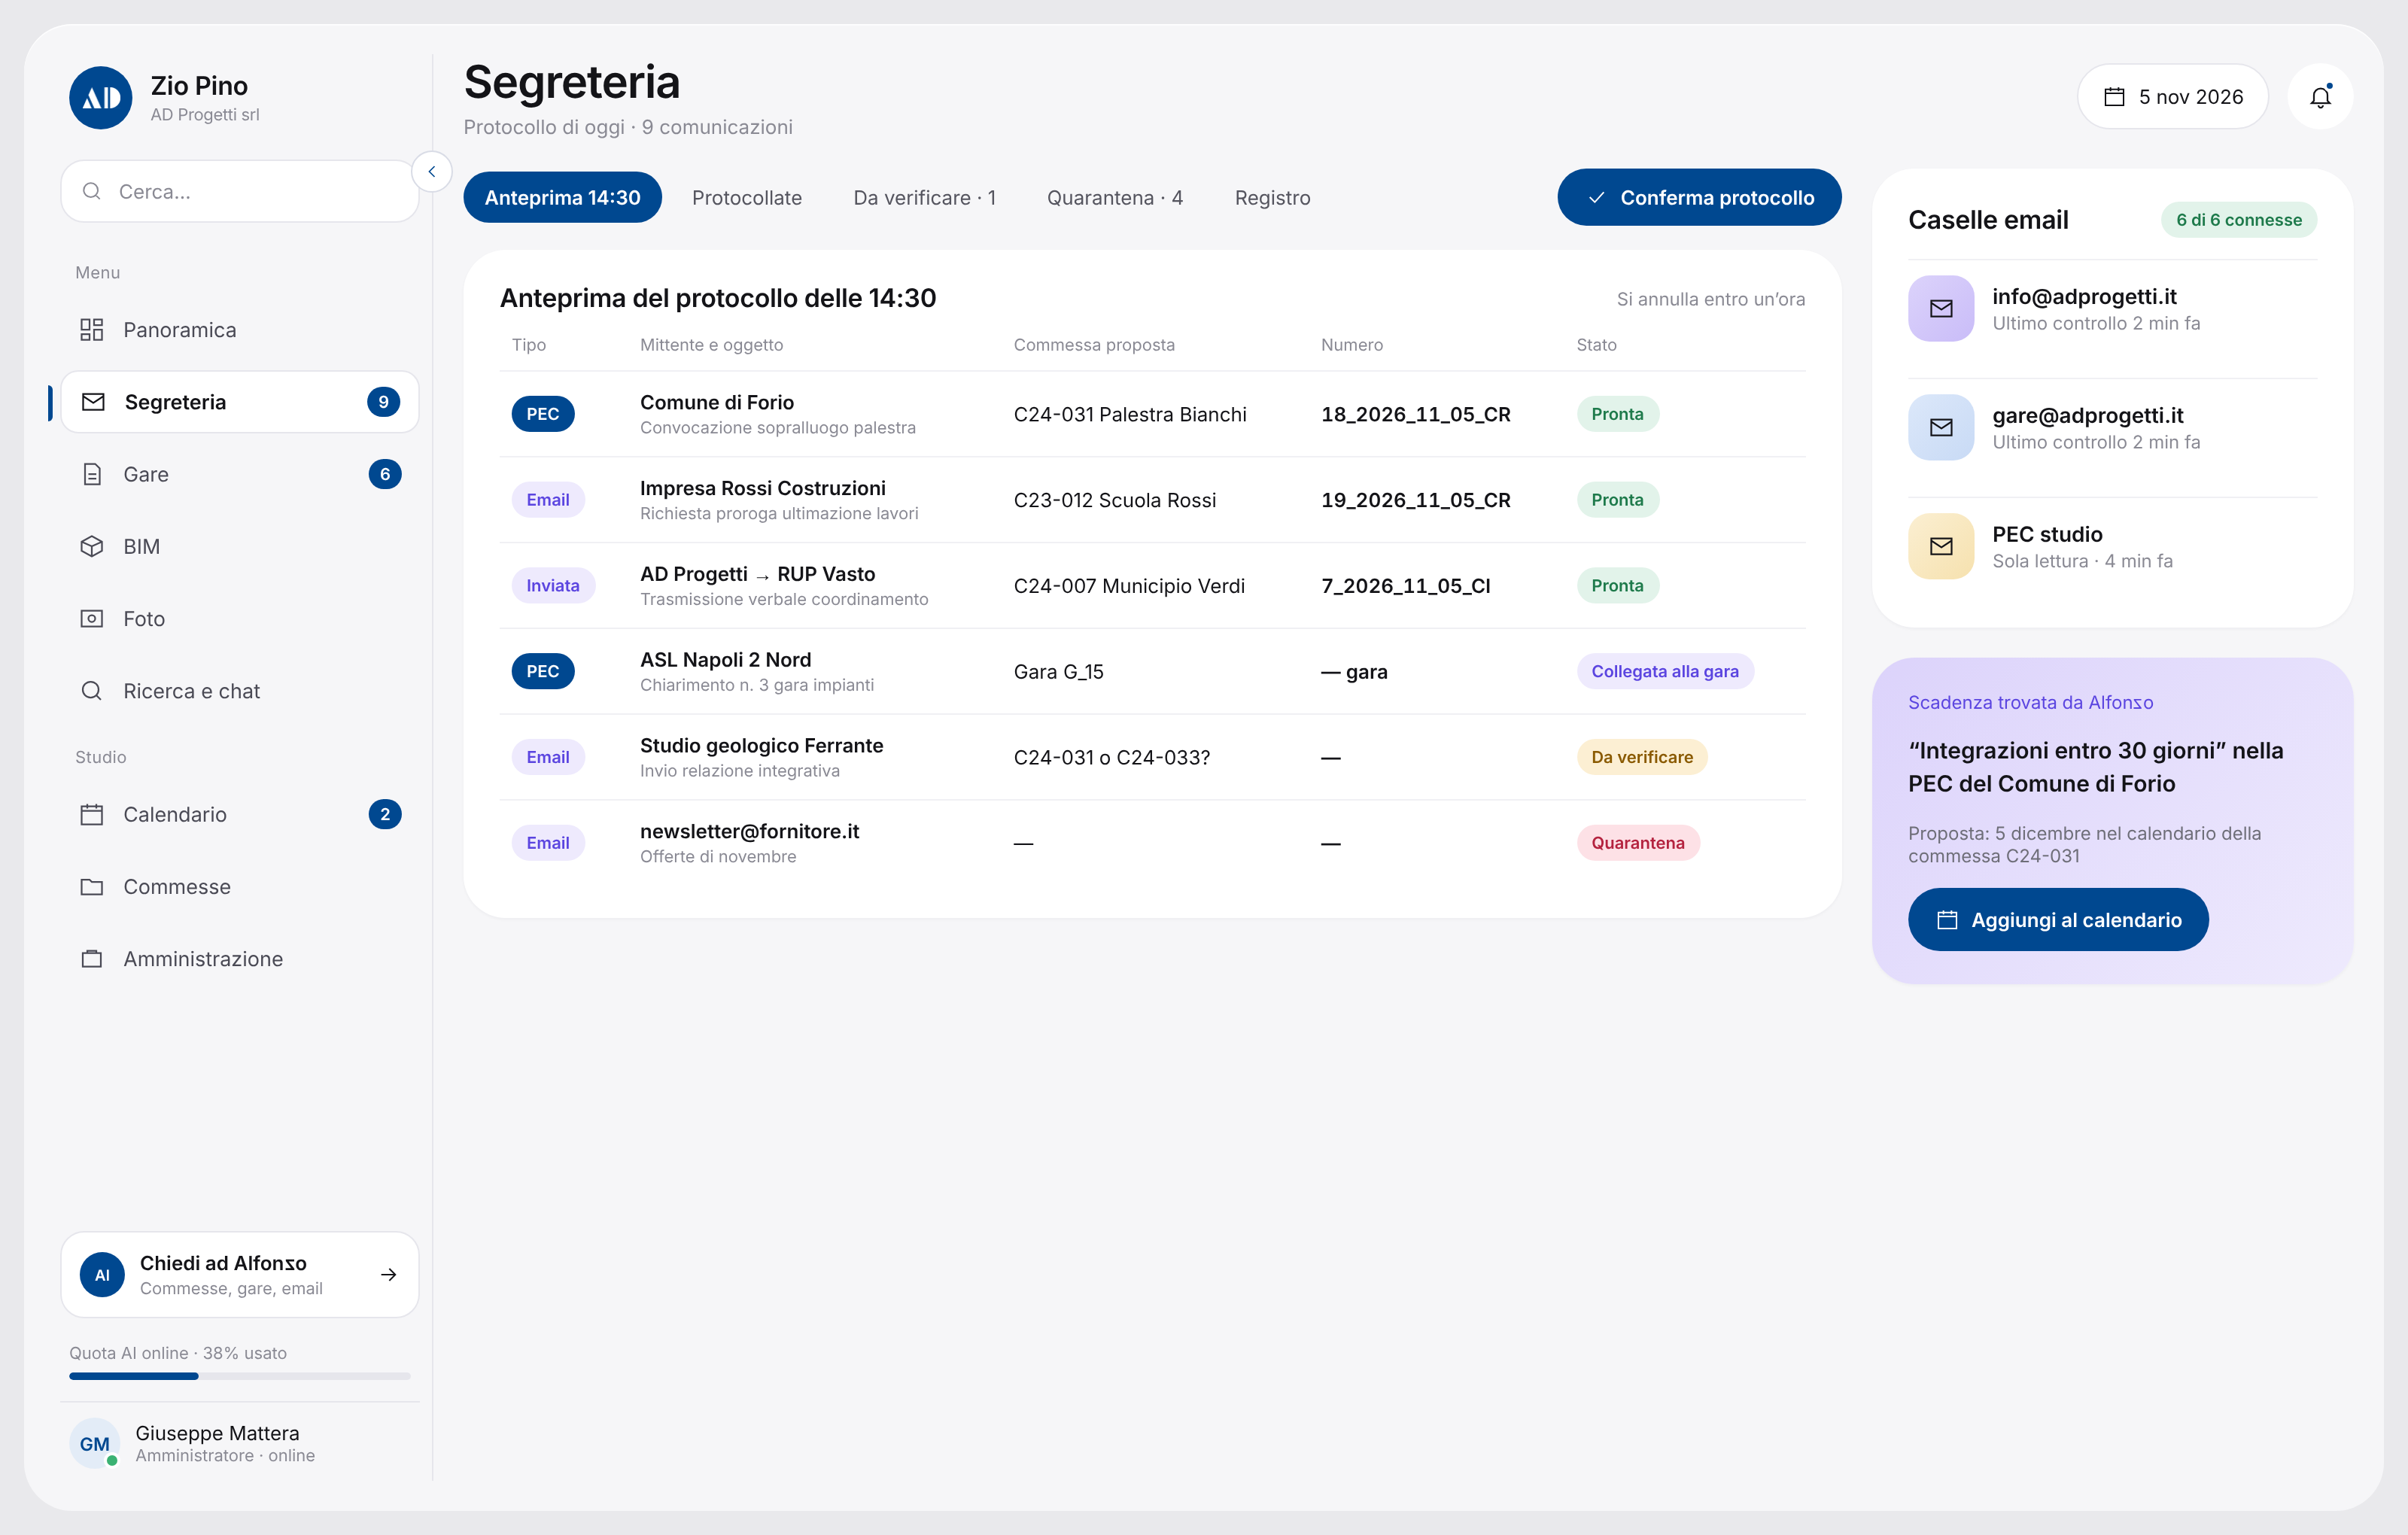 AD
Zio Pino
AD Progetti srl
Cerca...
Menu
Panoramica
Segreteria 9
Gare 6
BIM
Foto
Ricerca e chat
Studio
Calendario 2
Commesse
Amministrazione
AI
Chiedi ad Alfonzo
Commesse, gare, email
Quota AI online · 38% usato
GM
Giuseppe Mattera
Amministratore · online
Segreteria
Protocollo di oggi · 9 comunicazioni
5 nov 2026
Anteprima 14:30 Protocollate Da verificare · 1 Quarantena · 4 Registro Conferma protocollo
Anteprima del protocollo delle 14:30 Si annulla entro un’ora
Tipo Mittente e oggetto Commessa proposta Numero Stato
PEC Comune di Forio C24-031 Palestra Bianchi 18_2026_11_05_CR Pronta
Convocazione sopralluogo palestra
Email Impresa Rossi Costruzioni C23-012 Scuola Rossi 19_2026_11_05_CR Pronta
Richiesta proroga ultimazione lavori
Inviata AD Progetti → RUP Vasto C24-007 Municipio Verdi 7_2026_11_05_CI Pronta
Trasmissione verbale coordinamento
PEC ASL Napoli 2 Nord Gara G_15 — gara Collegata alla gara
Chiarimento n. 3 gara impianti
Email Studio geologico Ferrante C24-031 o C24-033? — Da verificare
Invio relazione integrativa
Email newsletter@fornitore.it — — Quarantena
Offerte di novembre
Caselle email 6 di 6 connesse
info@adprogetti.it
Ultimo controllo 2 min fa
gare@adprogetti.it
Ultimo controllo 2 min fa
PEC studio
Sola lettura · 4 min fa
Scadenza trovata da Alfonzo
“Integrazioni entro 30 giorni” nella
PEC del Comune di Forio
Proposta: 5 dicembre nel calendario della
commessa C24-031
Aggiungi al calendario